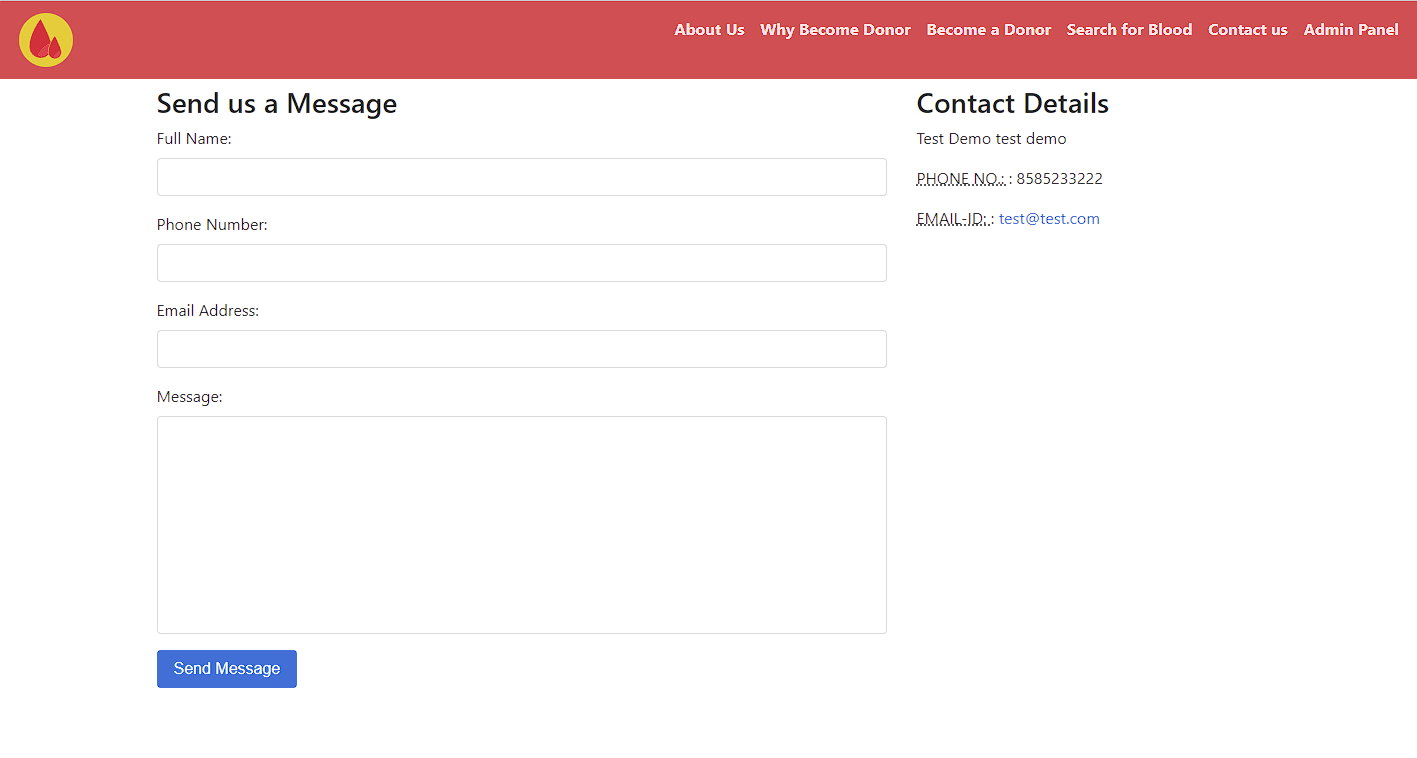 About Us Why Become Donor Become a Donor Search for Blood Contact us Admin Panel
Send us a Message
Full Name:
Phone Number:
Email Address:
Message:
Send Message
Contact Details
Test Demo test demo
PHONE NO.: : 8585233222
EMAIL-ID: : test@test.com